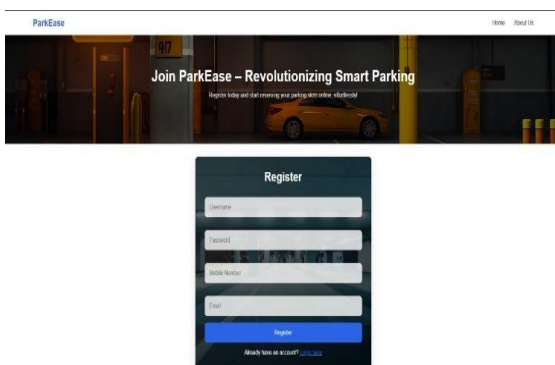 ParkEase
Home About Us
917
Join ParkEase – Revolutionizing Smart Parking
Register today and start reserving your parking slots online, effortlessly!
Register
Username
Password
Mobile Number
Email
Register
Already have an account? Login here